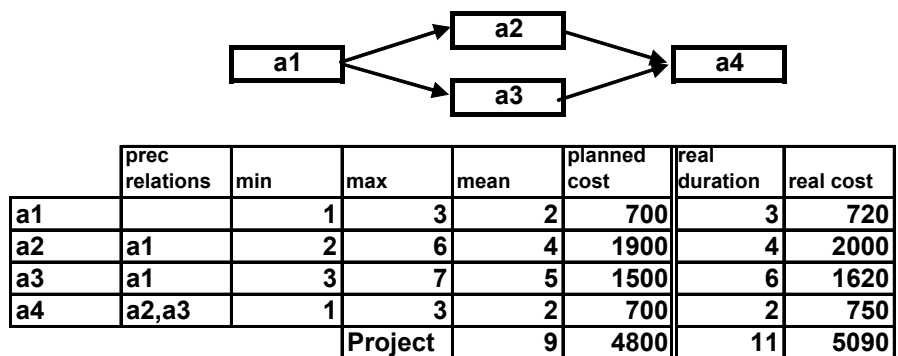 a2
a1 a4
a3
prec relations min max mean planned cost real duration real cost
a1 1 3 2 700 3 720
a2 a1 2 6 4 1900 4 2000
a3 a1 3 7 5 1500 6 1620
a4 a2,a3 1 3 2 700 2 750
Project 9 4800 11 5090